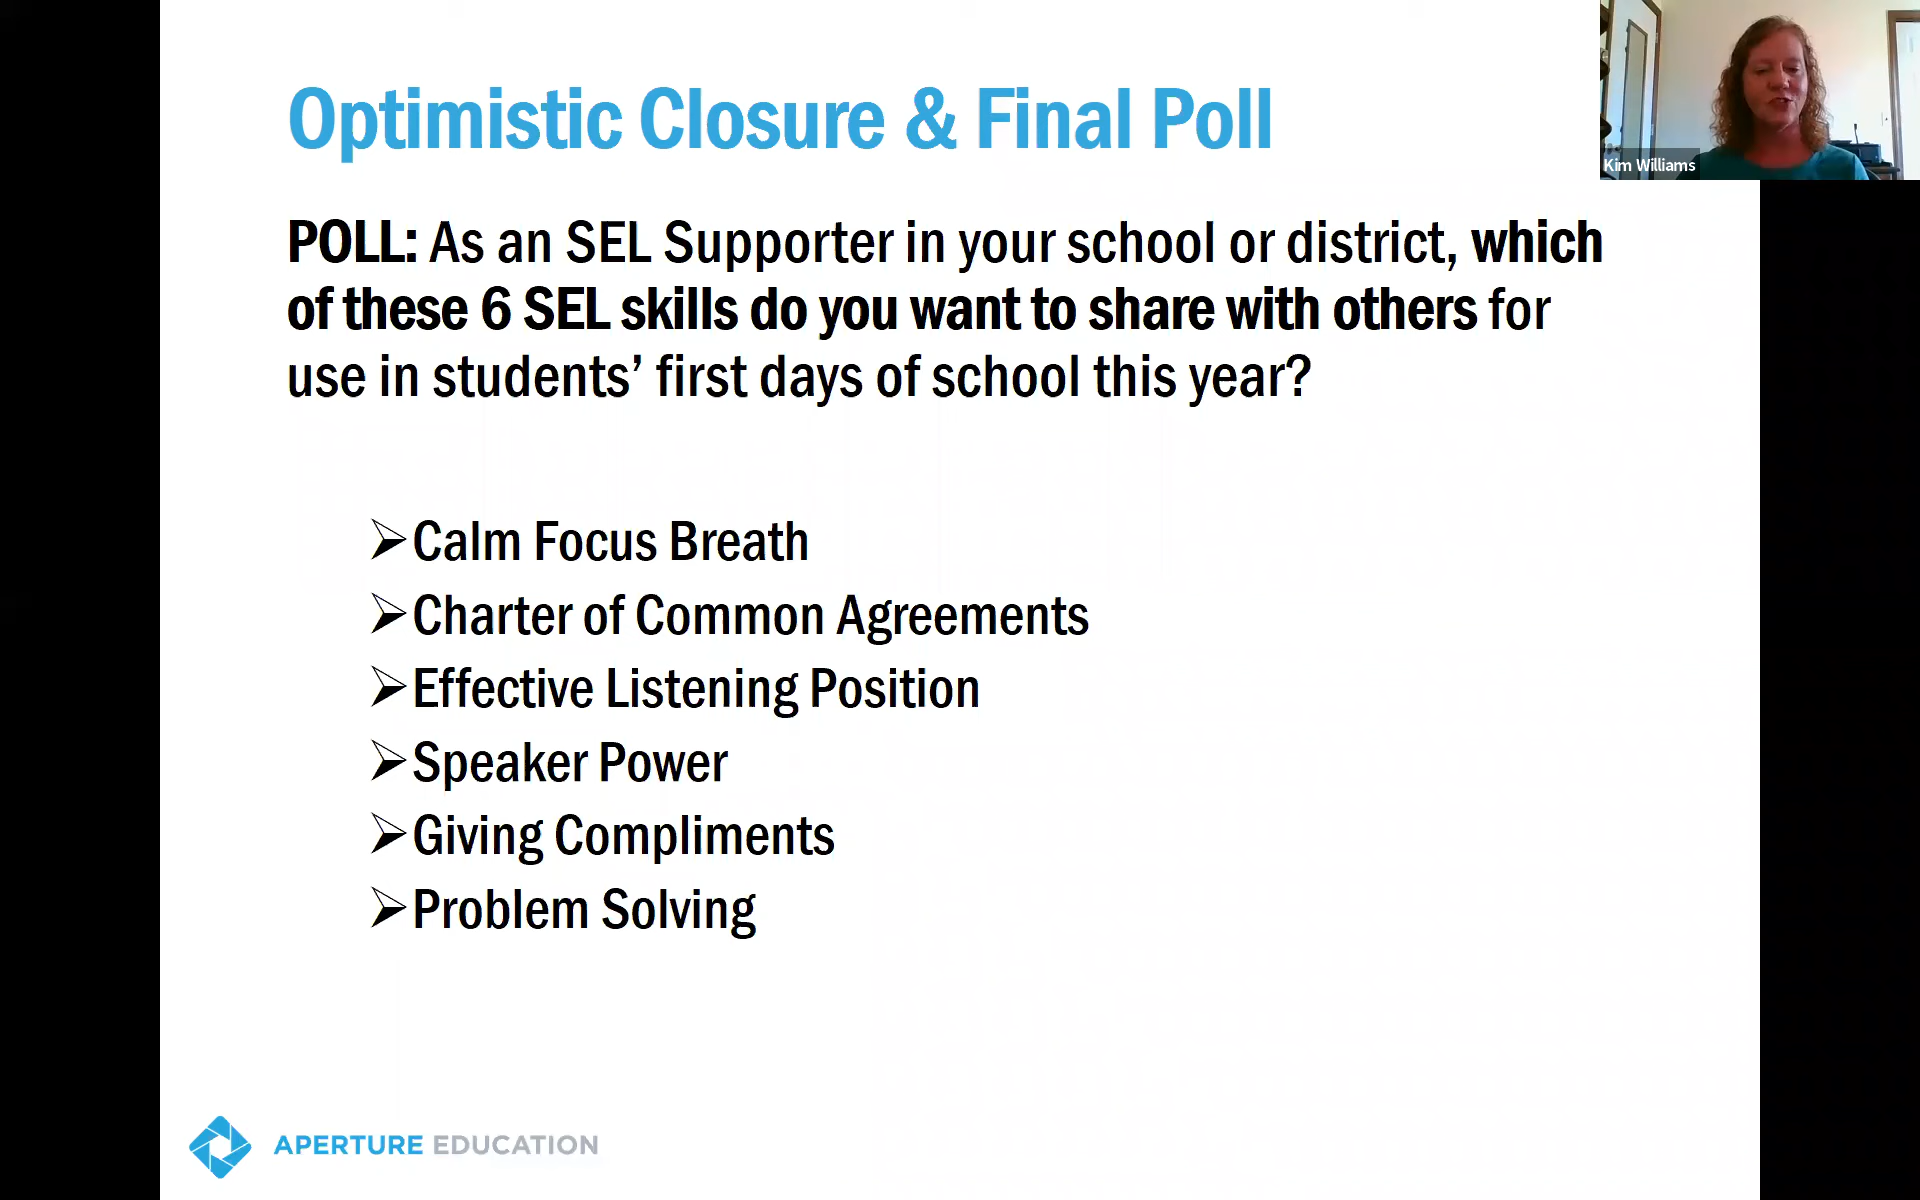 Optimistic Closure & Final Poll
Kim Williams
POLL: As an SEL Supporter in your school or district, which
of these 6 SEL skills do you want to share with others for
use in students’ first days of school this year?
➢Calm Focus Breath
➢Charter of Common Agreements
➢Effective Listening Position
➢Speaker Power
➢Giving Compliments
➢Problem Solving
APERTURE EDUCATION